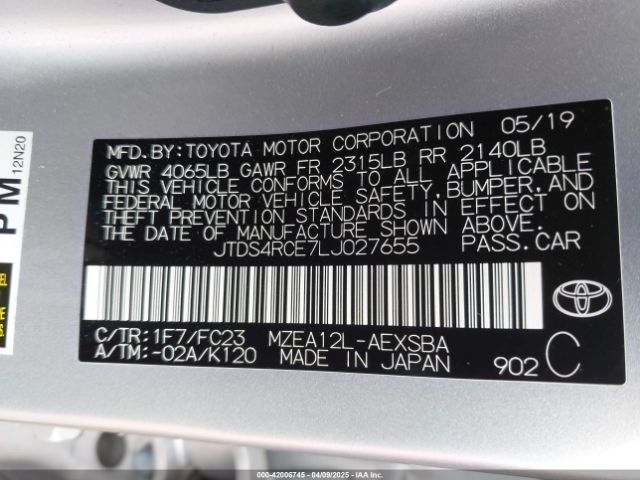 MFD. BY: TOYOTA MOTOR CORPORATION 05/19
GVWR 4065LB GAWR FR 2315LB RR 2140LB
THIS VEHICLE CONFORMS TO ALL APPLICABLE
FEDERAL MOTOR VEHICLE SAFETY, BUMPER, AND
THEFT PREVENTION STANDARDS IN EFFECT ON
THE DATE OF MANUFACTURE SHOWN ABOVE.
JTDS4RCE7LJ027655 PASS.CAR
C/TR: 1F7/FC23 MZEA12L-AEXSBA
A/TM: -02A/K120 MADE IN JAPAN 902 C
PM
12N20
000-42006745 - 04/09/2025 - IAAI.COM